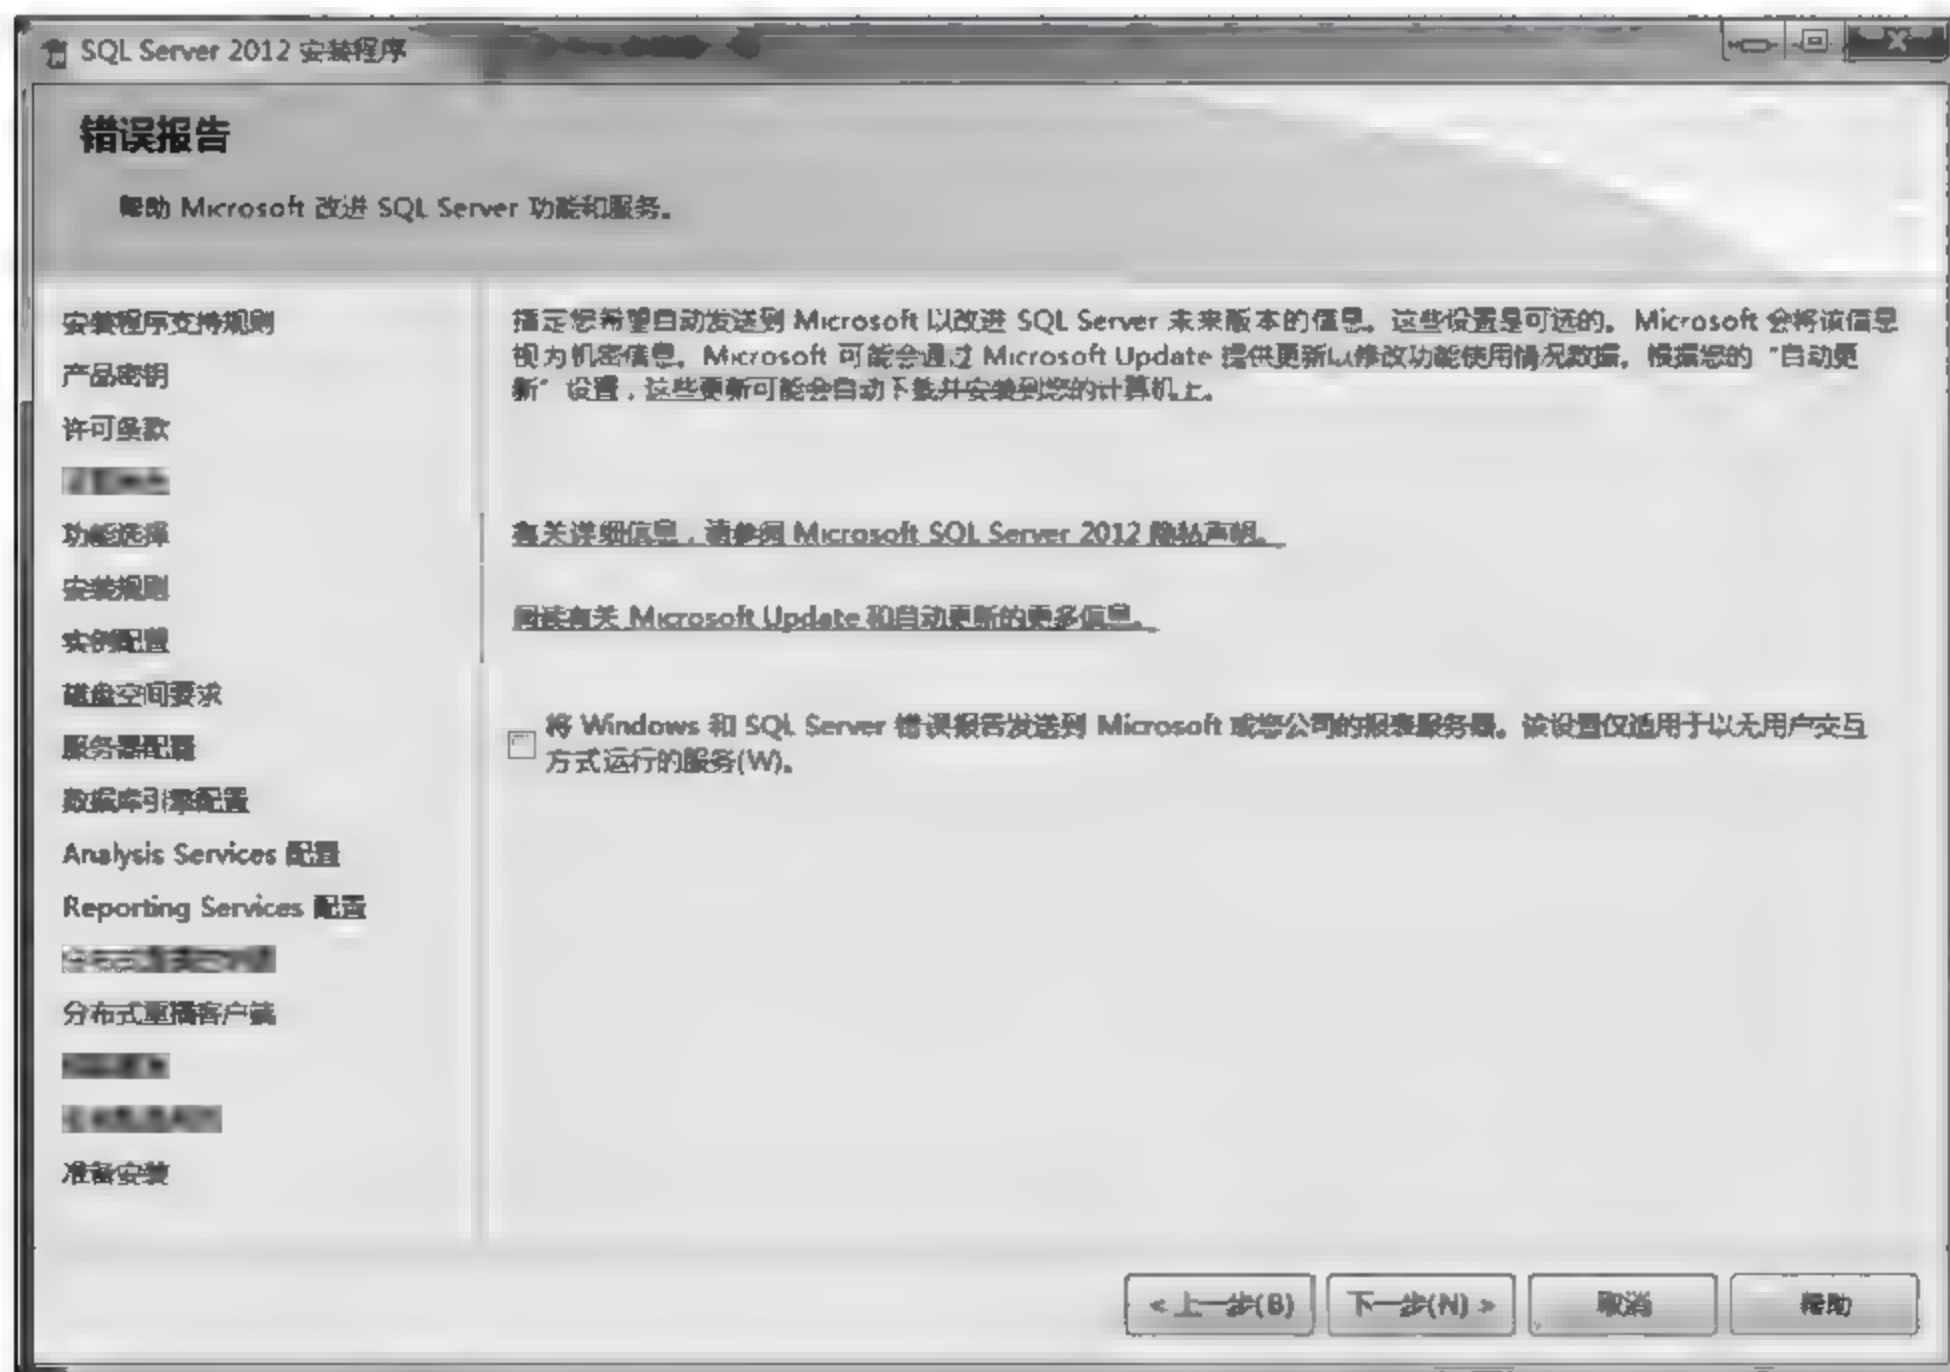 SQL Server 2012 安装程序
错误报告
帮助 Microsoft 改进 SQL Server 功能和服务。
安装程序支持规则
产品密钥
许可条款
功能选择
安装规则
实例配置
磁盘空间要求
服务器配置
数据库引擎配置
Analysis Services 配置
Reporting Services 配置
分布式重播客户端
准备安装
指定您希望自动发送到 Microsoft 以改进 SQL Server 未来版本的信息。这些设置是可选的。Microsoft 会将该信息
视为机密信息。Microsoft 可能会通过 Microsoft Update 提供更新以修改功能使用情况数据。根据您的“自动更
新”设置，这些更新可能会自动下载并安装到您的计算机上。
有关详细信息，请参阅 Microsoft SQL Server 2012 隐私声明。
阅读有关 Microsoft Update 和自动更新的更多信息。
将 Windows 和 SQL Server 错误报告发送到 Microsoft 或您公司的报表服务器。该设置仅适用于以无用户交互
方式运行的服务(W)。
< 上一步(B)
下一步(N) >
取消
帮助